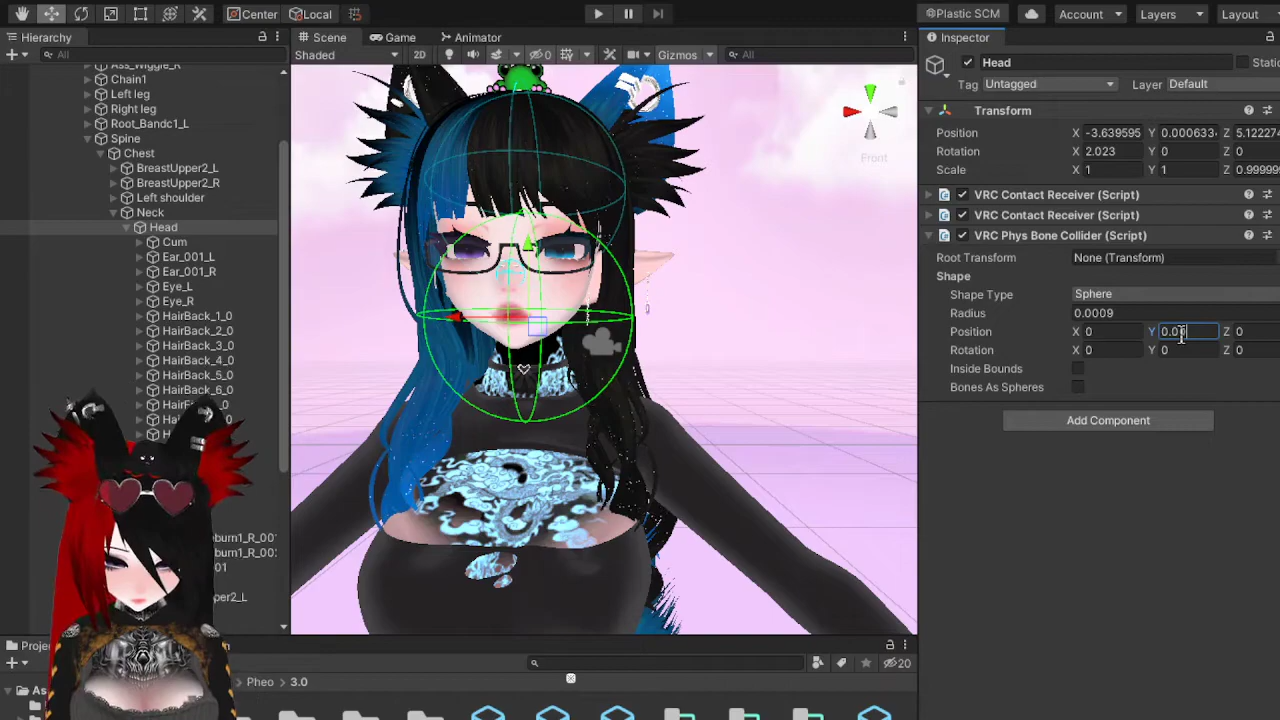 Center
Local
Plastic SCM
Account
Layers
Layout
Hierarchy
Scene
Game
Animator
Inspector
All
Shaded
2D
0
Gizmos
All
Head
Tag Untagged Layer Default
Transform
Position X -3.639595 Y 0.000633 Z 5.122274
Rotation X 2.023 Y 0 Z 0
Scale X 1 Y 1 Z 0.999999
VRC Contact Receiver (Script)
VRC Contact Receiver (Script)
VRC Phys Bone Collider (Script)
Root Transform None (Transform)
Shape
Shape Type Sphere
Radius 0.0009
Position X 0 Y Z 0
Rotation X 0 Y 0 Z 0
Inside Bounds
Bones As Spheres
Add Component
Front
Ass_Wiggle_R
Chain1
Left leg
Right leg
Root_Bandc1_L
Spine
Chest
BreastUpper2_L
BreastUpper2_R
Left shoulder
Neck
Head
Cum
Ear_001_L
Ear_001_R
Eye_L
Eye_R
HairBack_1_0
HairBack_2_0
HairBack_3_0
HairBack_4_0
HairBack_5_0
HairBack_6_0
Pheo > 3.0
20